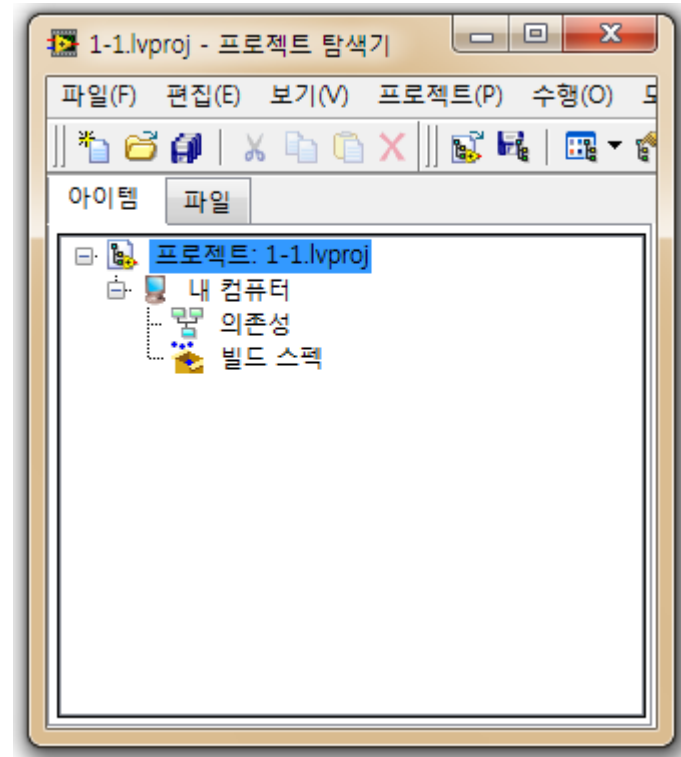 1-1.lvproj - 프로젝트 탐색기
파일(F) 편집(E) 보기(V) 프로젝트(P) 수행(O)
아이템 파일
프로젝트: 1-1.lvproj
내 컴퓨터
의존성
빌드 스펙